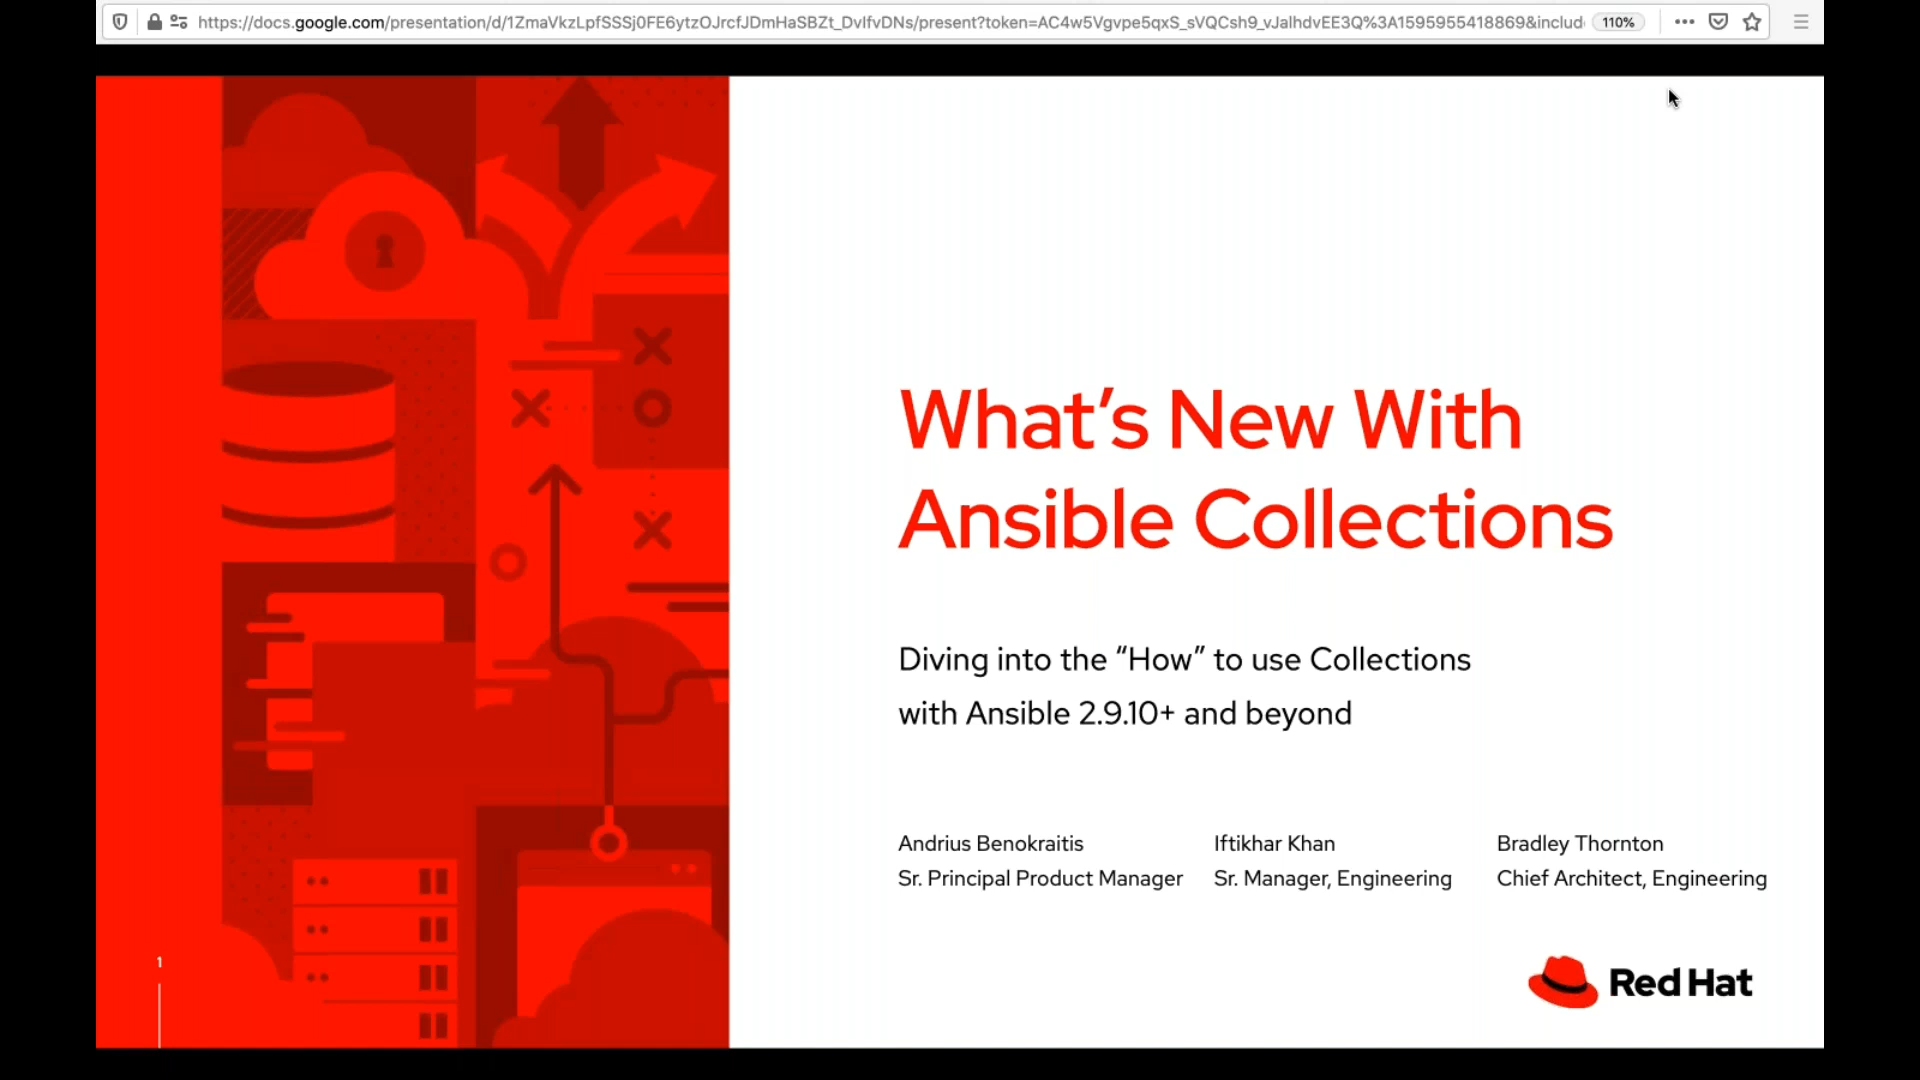 https://docs.google.com/presentation/d/1ZmaVkzLpfSSSj0FE6ytzOJrcfJDmHaSBZt_DvIfvDNs/present?token=AC4w5Vgvpe5qxS_sVQCsh9_vJalhdvEE3Q%3A1595955418869&includ
110%
What's New With
Ansible Collections
Diving into the “How” to use Collections
with Ansible 2.9.10+ and beyond
Andrius Benokraitis
Sr. Principal Product Manager
Iftikhar Khan
Sr. Manager, Engineering
Bradley Thornton
Chief Architect, Engineering
1
Red Hat